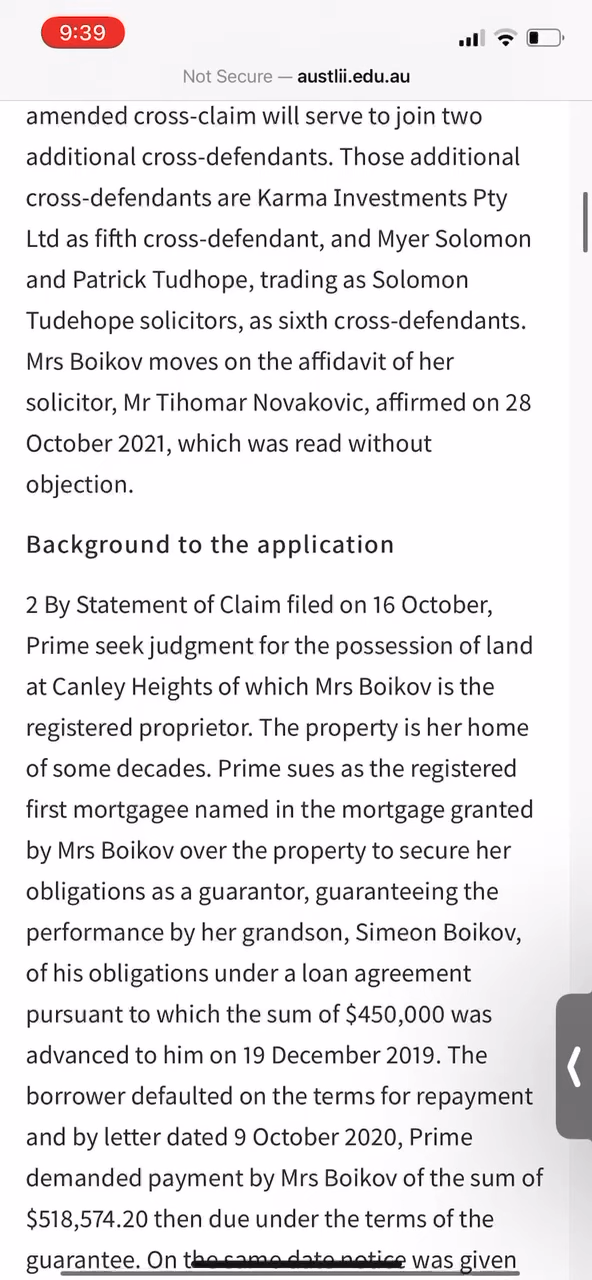 9:39
Not Secure — austlii.edu.au
amended cross-claim will serve to join two
additional cross-defendants. Those additional
cross-defendants are Karma Investments Pty
Ltd as fifth cross-defendant, and Myer Solomon
and Patrick Tudhope, trading as Solomon
Tudehope solicitors, as sixth cross-defendants.
Mrs Boikov moves on the affidavit of her
solicitor, Mr Tihomar Novakovic, affirmed on 28
October 2021, which was read without
objection.
Background to the application
2 By Statement of Claim filed on 16 October,
Prime seek judgment for the possession of land
at Canley Heights of which Mrs Boikov is the
registered proprietor. The property is her home
of some decades. Prime sues as the registered
first mortgagee named in the mortgage granted
by Mrs Boikov over the property to secure her
obligations as a guarantor, guaranteeing the
performance by her grandson, Simeon Boikov,
of his obligations under a loan agreement
pursuant to which the sum of $450,000 was
advanced to him on 19 December 2019. The
borrower defaulted on the terms for repayment
and by letter dated 9 October 2020, Prime
demanded payment by Mrs Boikov of the sum of
$518,574.20 then due under the terms of the
guarantee. On the same date notice was given